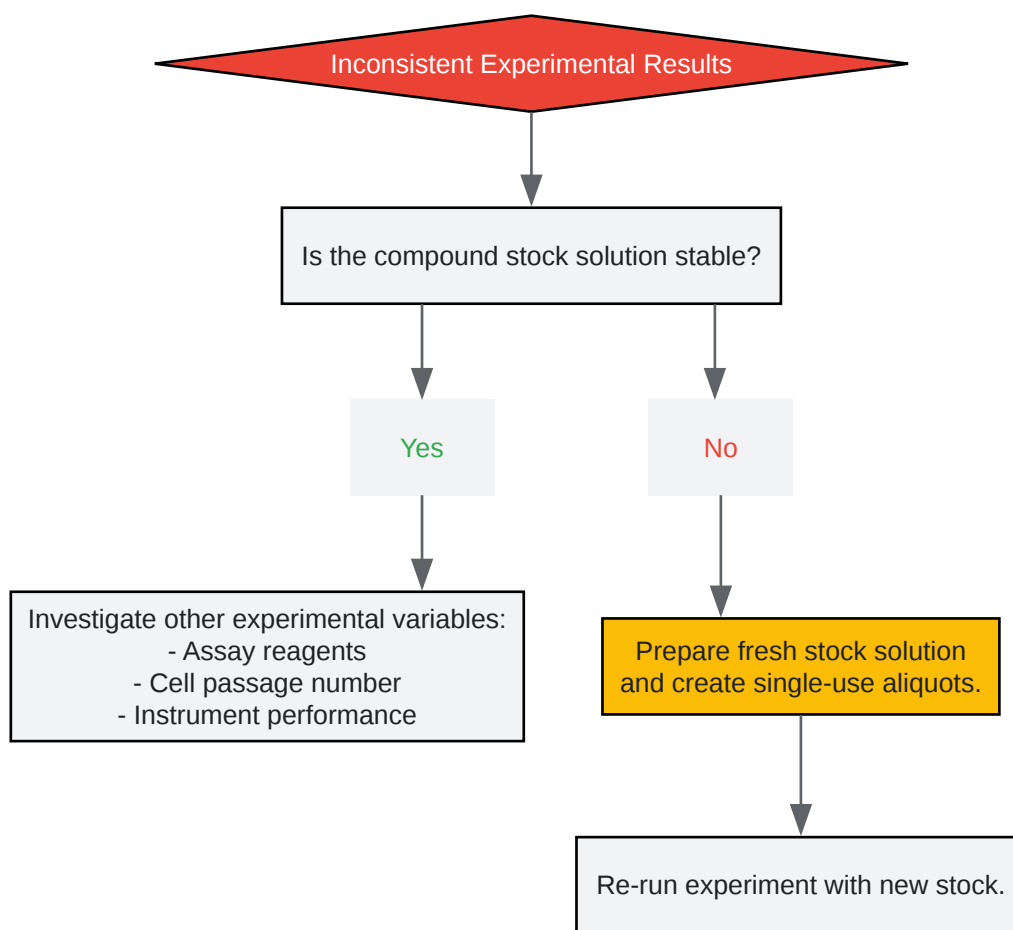 Inconsistent Experimental Results
Is the compound stock solution stable?
Yes
No
Investigate other experimental variables:
- Assay reagents
- Cell passage number
- Instrument performance
Prepare fresh stock solution
and create single-use aliquots.
Re-run experiment with new stock.